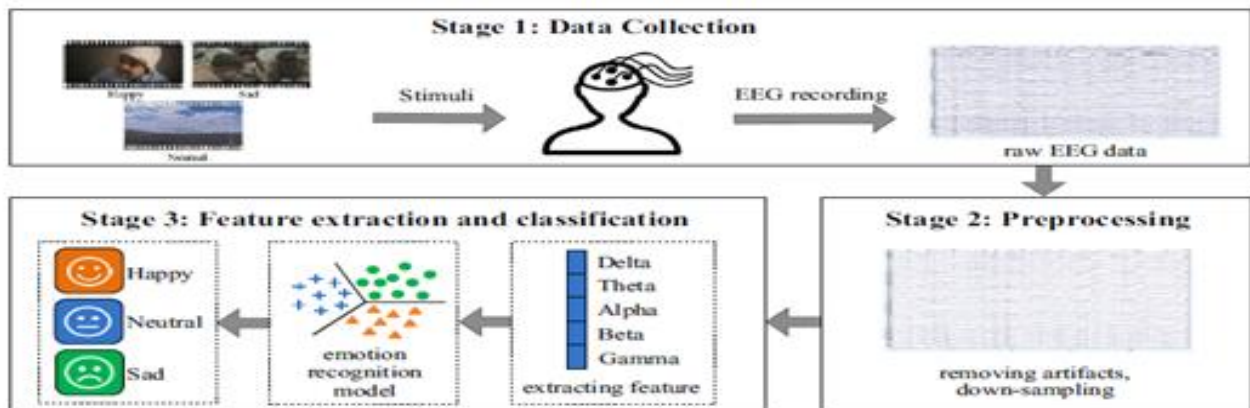 Stage 1: Data Collection
Happy
Sad
Neutral
Stimuli
EEG recording
raw EEG data
Stage 2: Preprocessing
removing artifacts,
down-sampling
Stage 3: Feature extraction and classification
Delta
Theta
Alpha
Beta
Gamma
extracting feature
emotion
recognition
model
Happy
Neutral
Sad